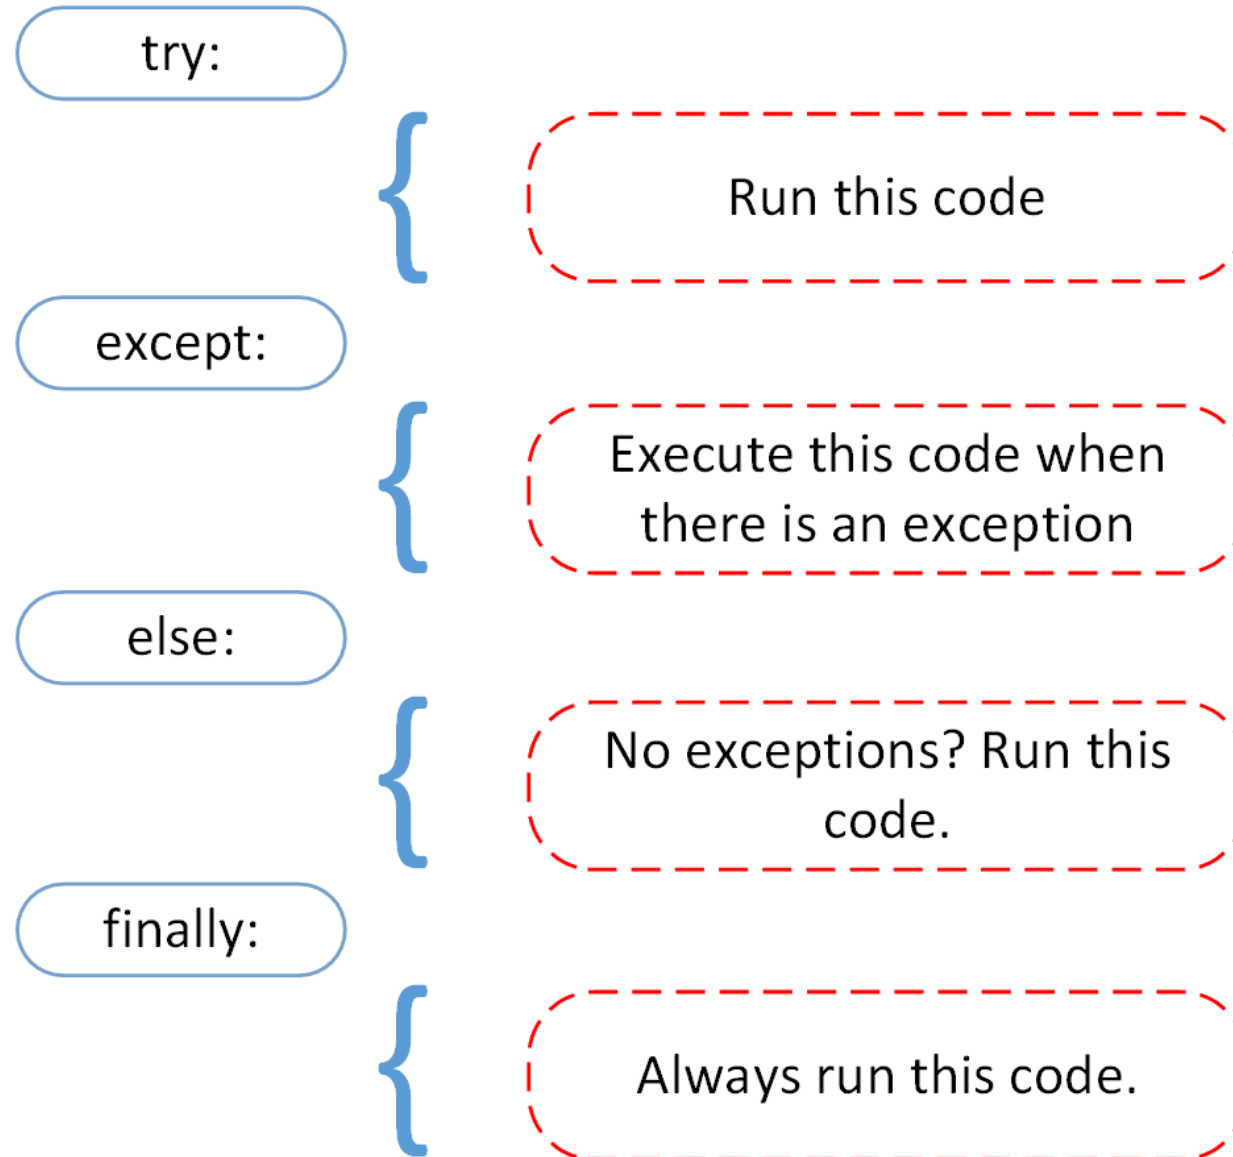 try:
Run this code
except:
Execute this code when
there is an exception
else:
No exceptions? Run this
code.
finally:
Always run this code.